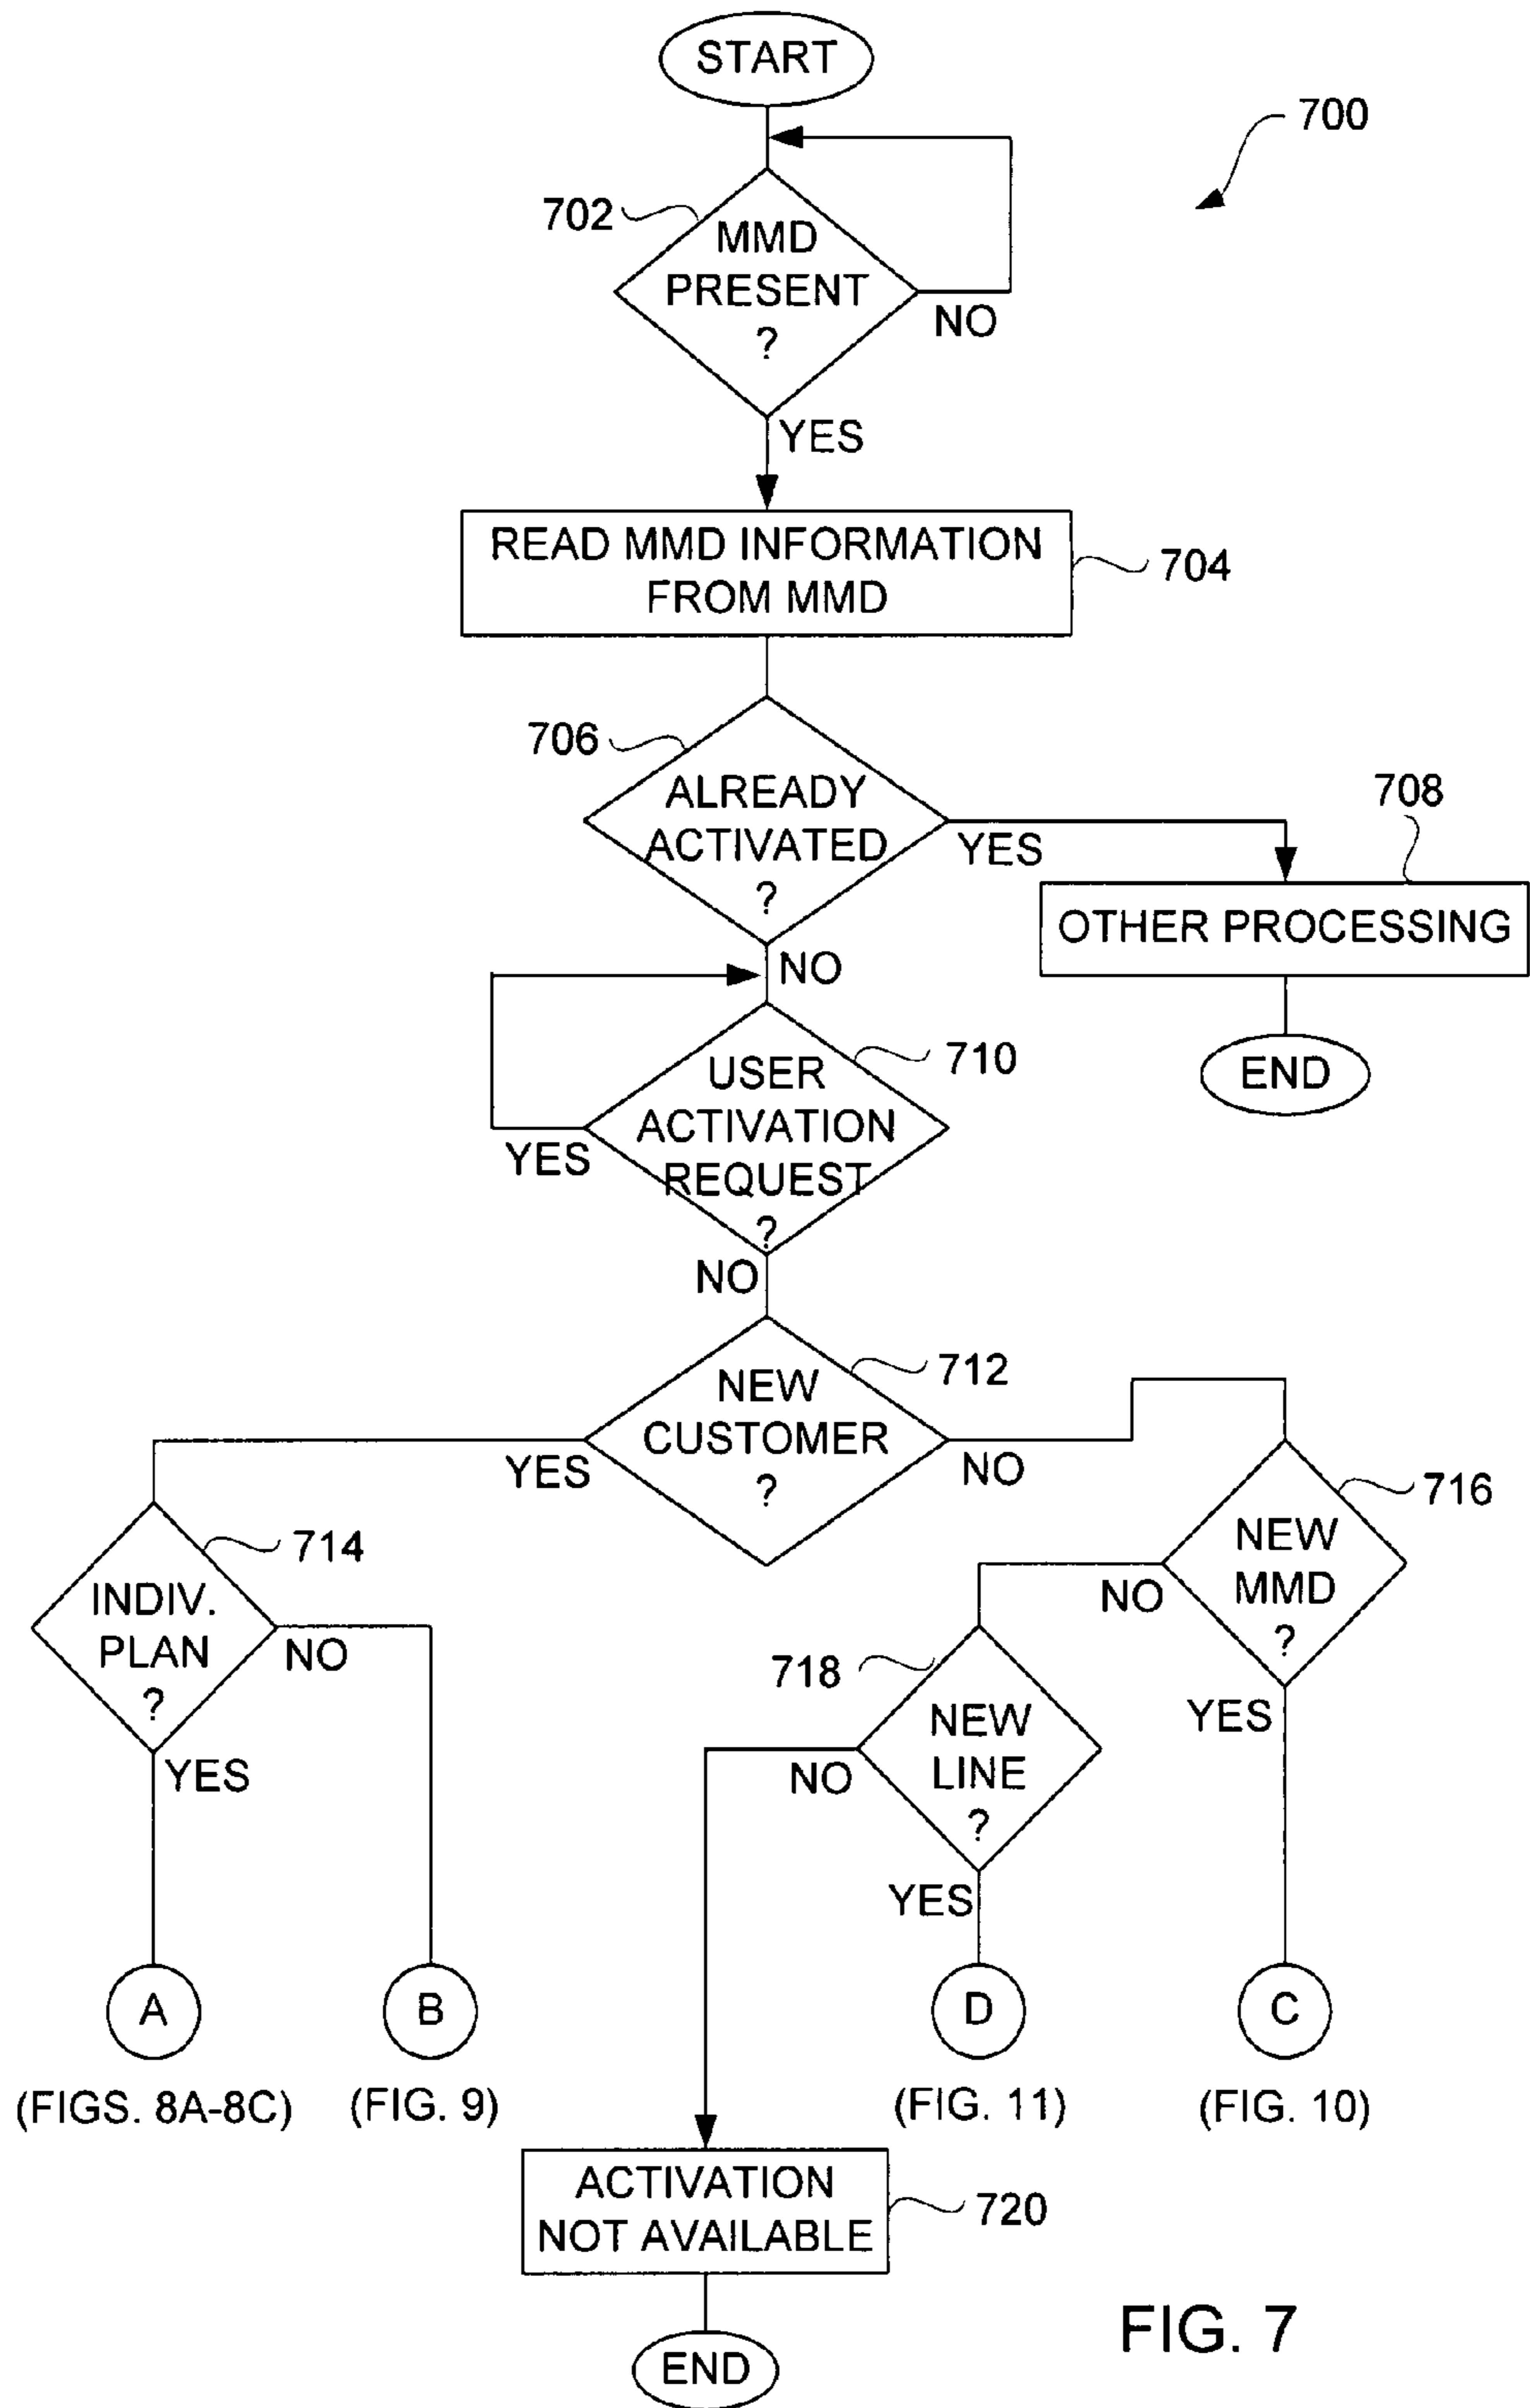 START
700
702
MMD
PRESENT
?
NO
YES
READ MMD INFORMATION
FROM MMD
704
706
ALREADY
ACTIVATED
?
YES
708
OTHER PROCESSING
NO
END
710
USER
ACTIVATION
REQUEST
?
YES
NO
712
NEW
CUSTOMER
?
YES
NO
716
NEW
MMD
?
NO
YES
714
INDIV.
PLAN
?
NO
YES
718
NEW
LINE
?
NO
YES
A
B
D
C
(FIGS. 8A-8C)
(FIG. 9)
(FIG. 11)
(FIG. 10)
ACTIVATION
NOT AVAILABLE
720
END
FIG. 7